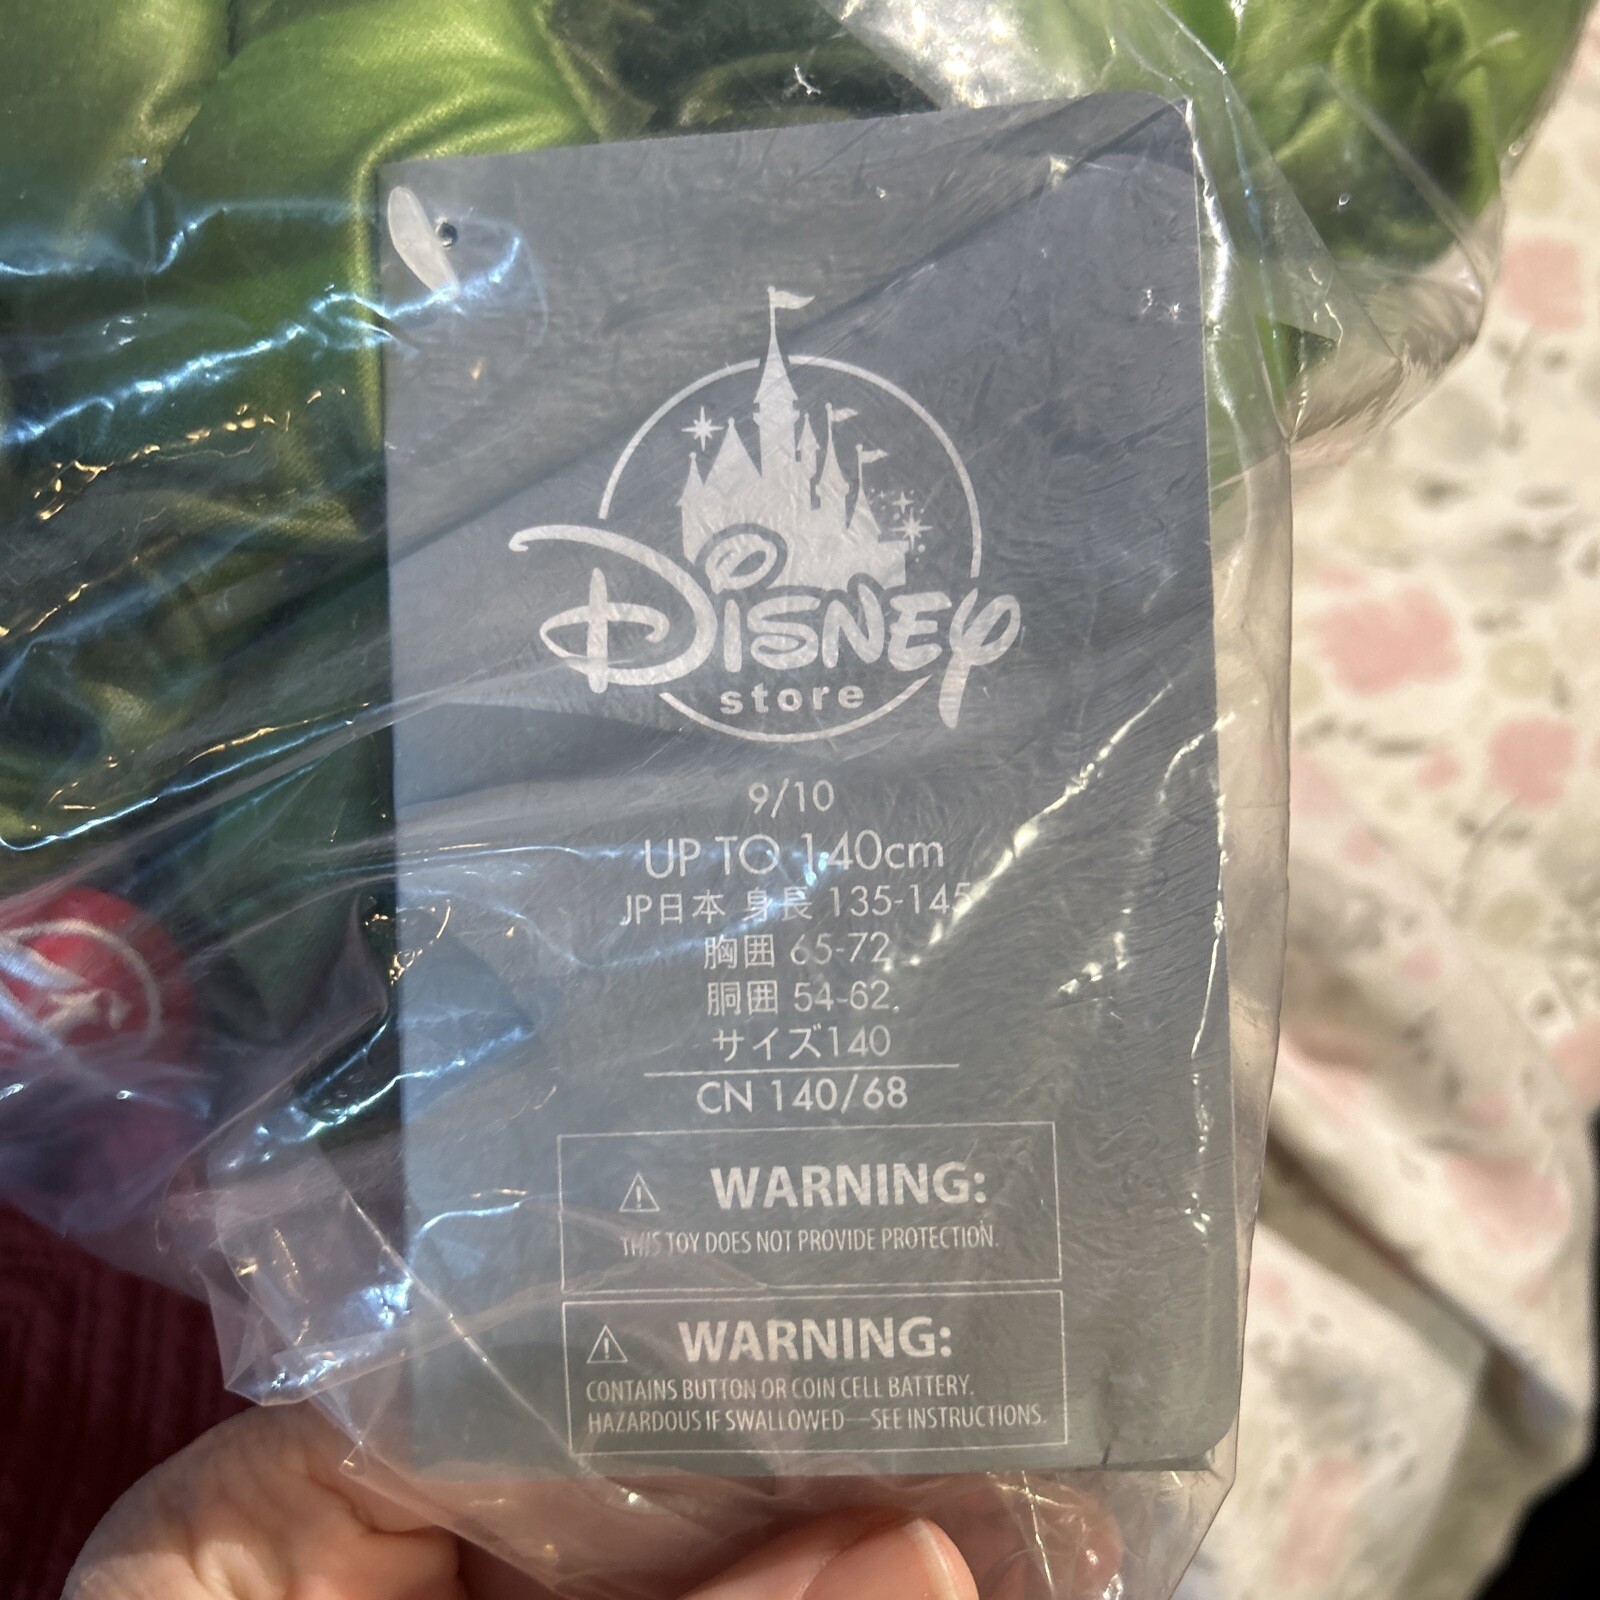 Disney
store
9/10
UP TO 140cm
JP日本 身長 135-145
胸囲 65-72
胴囲 54-62.
サイズ140
CN 140/68
WARNING:
THIS TOY DOES NOT PROVIDE PROTECTION.
WARNING:
CONTAINS BUTTON OR COIN CELL BATTERY.
HAZARDOUS IF SWALLOWED—SEE INSTRUCTIONS.